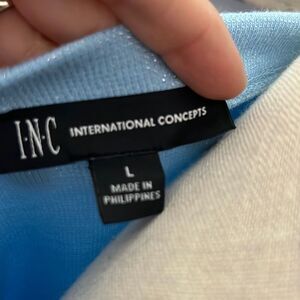 I·N·C INTERNATIONAL CONCEPTS
L
MADE IN
PHILIPPINES